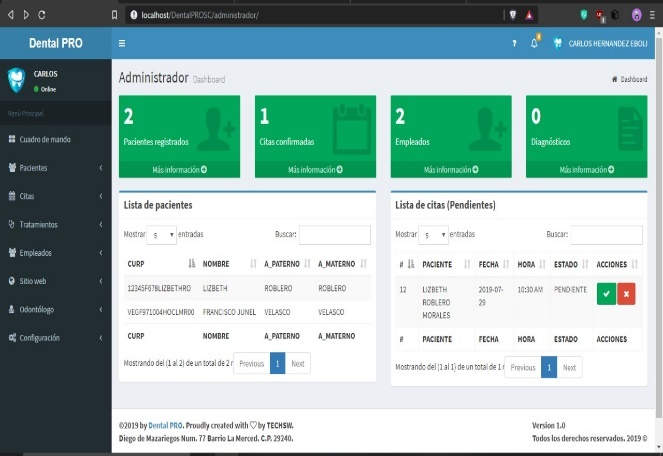 localhost/DentalPROSC/administrador/
Dental PRO
CARLOS HERNANDEZ EBOLI
CARLOS
Online
Menú Principal
Cuadro de mando
Pacientes
Citas
Tratamientos
Empleados
Sitio web
Odontólogo
Configuración
Administrador Dashboard
Dashboard
2
Pacientes registrados
Más información
1
Citas confirmadas
Más información
2
Empleados
Más información
0
Diagnósticos
Más información
Lista de pacientes
Mostrar 5 entradas Buscar:
CURP NOMBRE A_PATERNO A_MATERNO
12345F678LIZBETHRO LIZBETH ROBLERO ROBLERO
VEGF971004HOCLMR00 FRANCISCO JUNEL VELASCO VELASCO
CURP NOMBRE A_PATERNO A_MATERNO
Mostrando del (1 al 2) de un total de 2 r Previous 1 Next
Lista de citas (Pendientes)
Mostrar 5 entradas Buscar:
# PACIENTE FECHA HORA ESTADO ACCIONES
12 LIZBETH ROBLERO MORALES 2019-07-29 10:30 AM PENDIENTE
# PACIENTE FECHA HORA ESTADO ACCIONES
Mostrando del (1 al 1) de un total de 1 r Previous 1 Next
©2019 by Dental PRO. Proudly created with by TECHSW.
Diego de Mazariegos Num. 77 Barrio La Merced. C.P. 29240.
Version 1.0
Todos los derechos reservados. 2019 ©